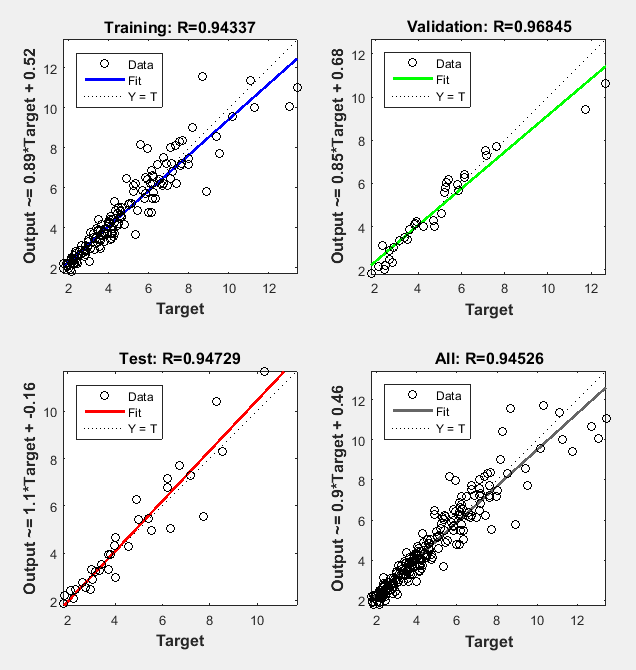 Training: R=0.94337
Output ~= 0.89*Target + 0.52
Data
Fit
Y = T
12
10
8
6
4
2
2 4 6 8 10 12
Target
Validation: R=0.96845
Output ~= 0.85*Target + 0.68
Data
Fit
Y = T
12
10
8
6
4
2
2 4 6 8 10 12
Target
Test: R=0.94729
Output ~= 1.1*Target + -0.16
Data
Fit
Y = T
10
8
6
4
2
2 4 6 8 10
Target
All: R=0.94526
Output ~= 0.9*Target + 0.46
Data
Fit
Y = T
12
10
8
6
4
2
2 4 6 8 10 12
Target